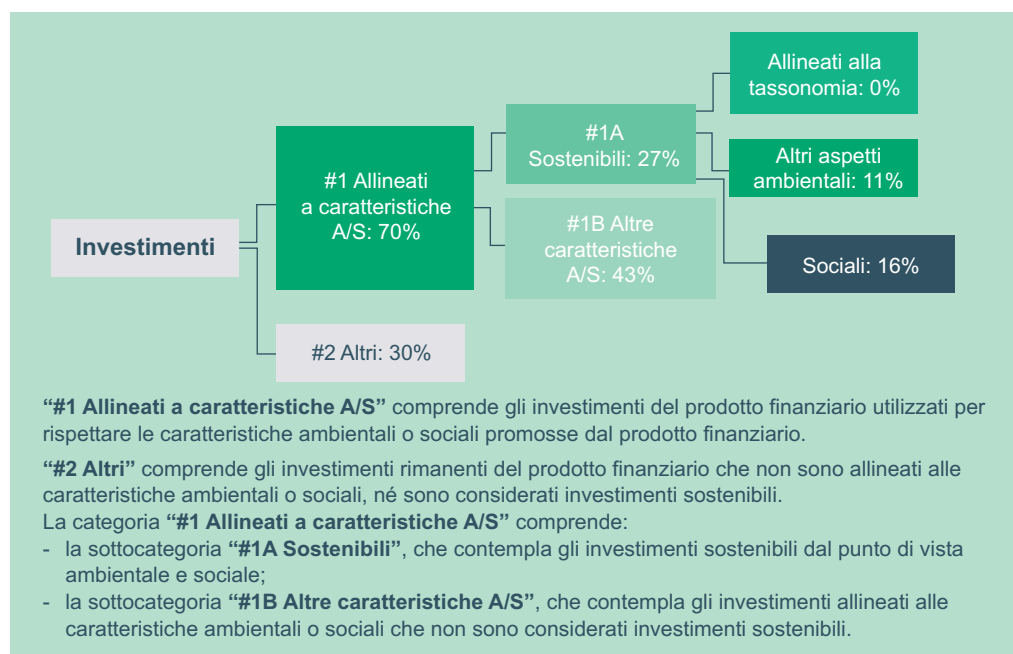 Allineati alla
tassonomia: 0%
#1A
Sostenibili: 27%
Altri aspetti
ambientali: 11%
#1 Allineati
a caratteristiche
A/S: 70%
#1B Altre
caratteristiche
A/S: 43%
Investimenti
Sociali: 16%
#2 Altri: 30%
“#1 Allineati a caratteristiche A/S” comprende gli investimenti del prodotto finanziario utilizzati per
rispettare le caratteristiche ambientali o sociali promosse dal prodotto finanziario.
“#2 Altri” comprende gli investimenti rimanenti del prodotto finanziario che non sono allineati alle
caratteristiche ambientali o sociali, né sono considerati investimenti sostenibili.
La categoria “#1 Allineati a caratteristiche A/S” comprende:
- la sottocategoria “#1A Sostenibili”, che contempla gli investimenti sostenibili dal punto di vista
ambientale e sociale;
- la sottocategoria “#1B Altre caratteristiche A/S”, che contempla gli investimenti allineati alle
caratteristiche ambientali o sociali che non sono considerati investimenti sostenibili.